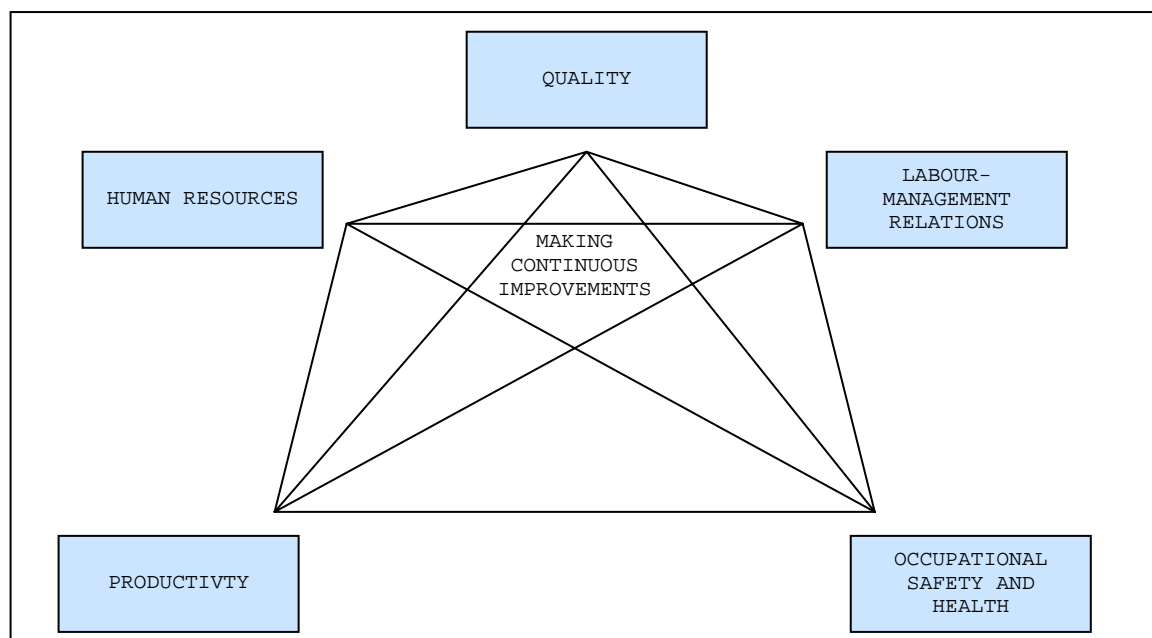 QUALITY
HUMAN RESOURCES
LABOUR-
MANAGEMENT
RELATIONS
MAKING
CONTINUOUS
IMPROVEMENTS
PRODUCTIVTY
OCCUPATIONAL
SAFETY AND
HEALTH